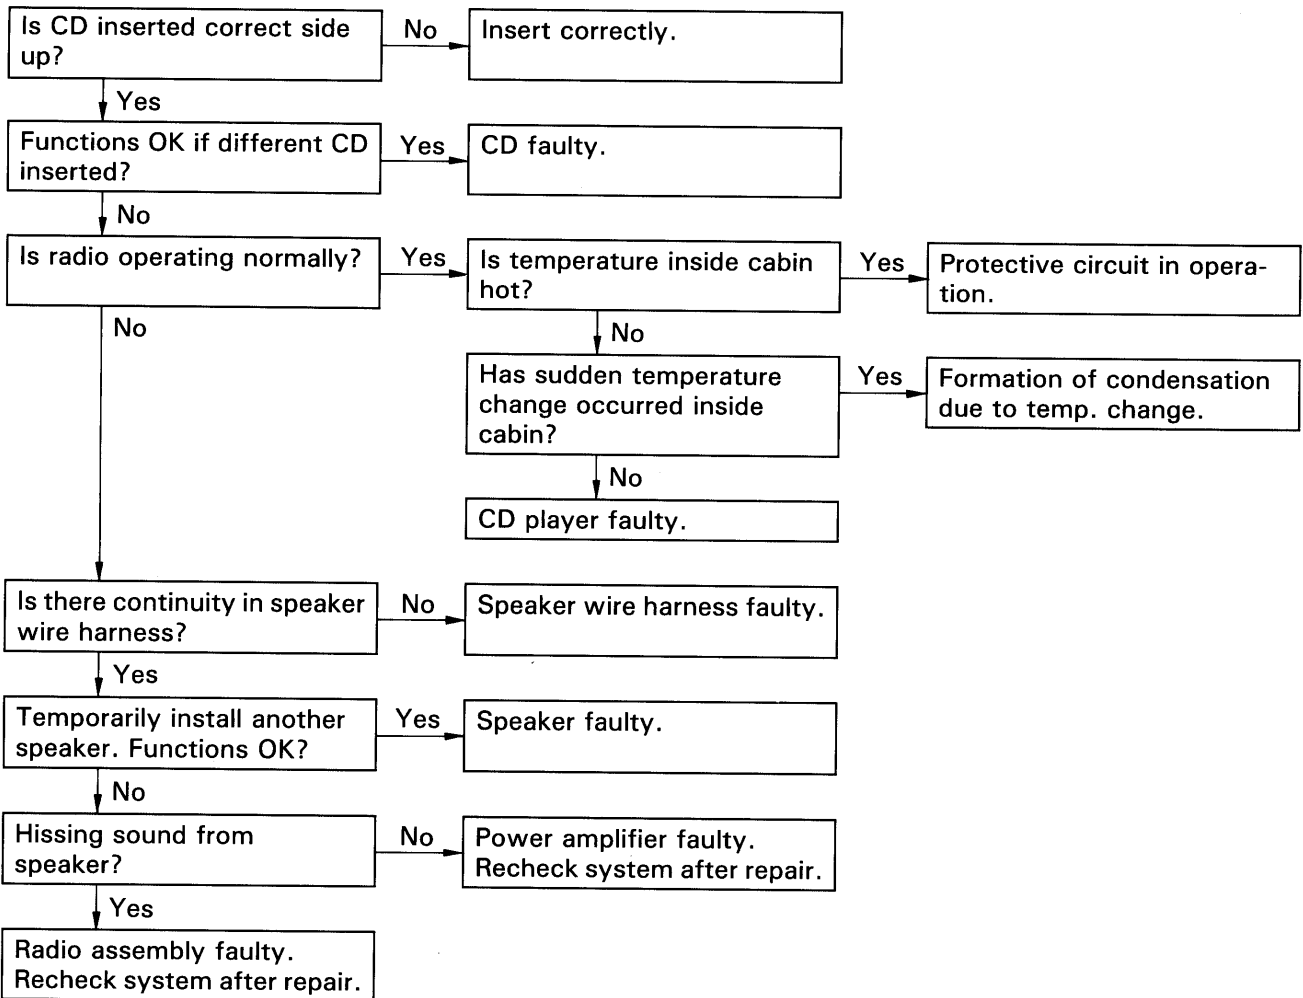 Is CD inserted correct side
up?
No
Insert correctly.
Yes
Functions OK if different CD
inserted?
Yes
CD faulty.
No
Is radio operating normally?
Yes
Is temperature inside cabin
hot?
Yes
Protective circuit in opera-
tion.
No
No
Has sudden temperature
change occurred inside
cabin?
Yes
Formation of condensation
due to temp. change.
No
CD player faulty.
Is there continuity in speaker
wire harness?
No
Speaker wire harness faulty.
Yes
Temporarily install another
speaker. Functions OK?
Yes
Speaker faulty.
No
Hissing sound from
speaker?
No
Power amplifier faulty.
Recheck system after repair.
Yes
Radio assembly faulty.
Recheck system after repair.